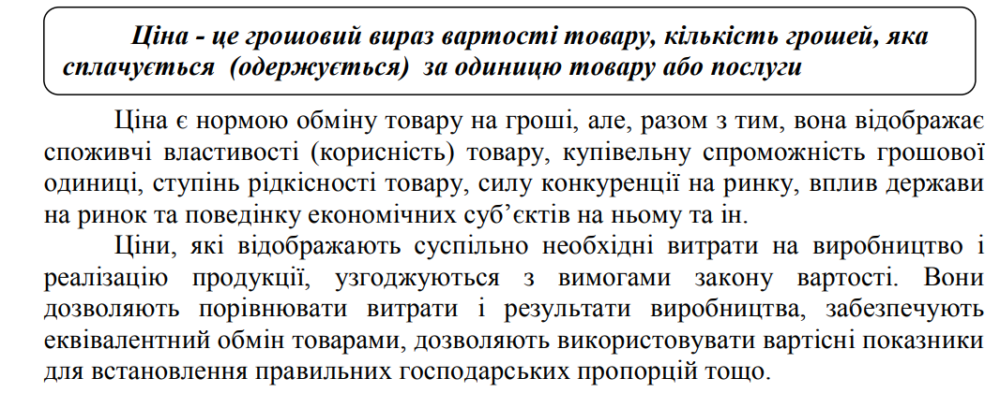 Ціна - це грошовий вираз вартості товару, кількість грошей, яка
сплачується (одержується) за одиницю товару або послуги
Ціна є нормою обміну товару на гроші, але, разом з тим, вона відображає
споживчі властивості (корисність) товару, купівельну спроможність грошової
одиниці, ступінь рідкісності товару, силу конкуренції на ринку, вплив держави
на ринок та поведінку економічних суб’єктів на ньому та ін.
Ціни, які відображають суспільно необхідні витрати на виробництво і
реалізацію продукції, узгоджуються з вимогами закону вартості. Вони
дозволяють порівнювати витрати і результати виробництва, забезпечують
еквівалентний обмін товарами, дозволяють використовувати вартісні показники
для встановлення правильних господарських пропорцій тощо.